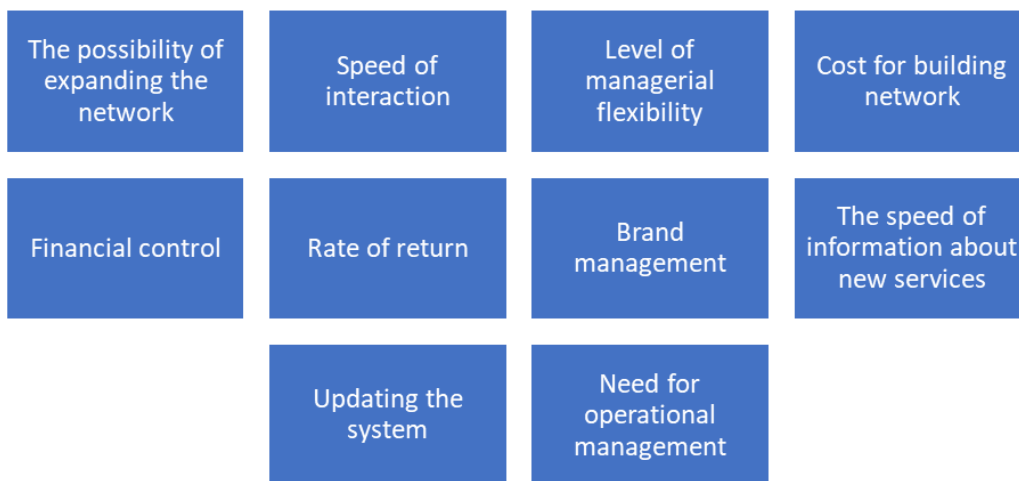 The possibility of
expanding the
network
Speed of
interaction
Level of
managerial
flexibility
Cost for building
network
Financial control
Rate of return
Brand
management
The speed of
information about
new services
Updating the
system
Need for
operational
management